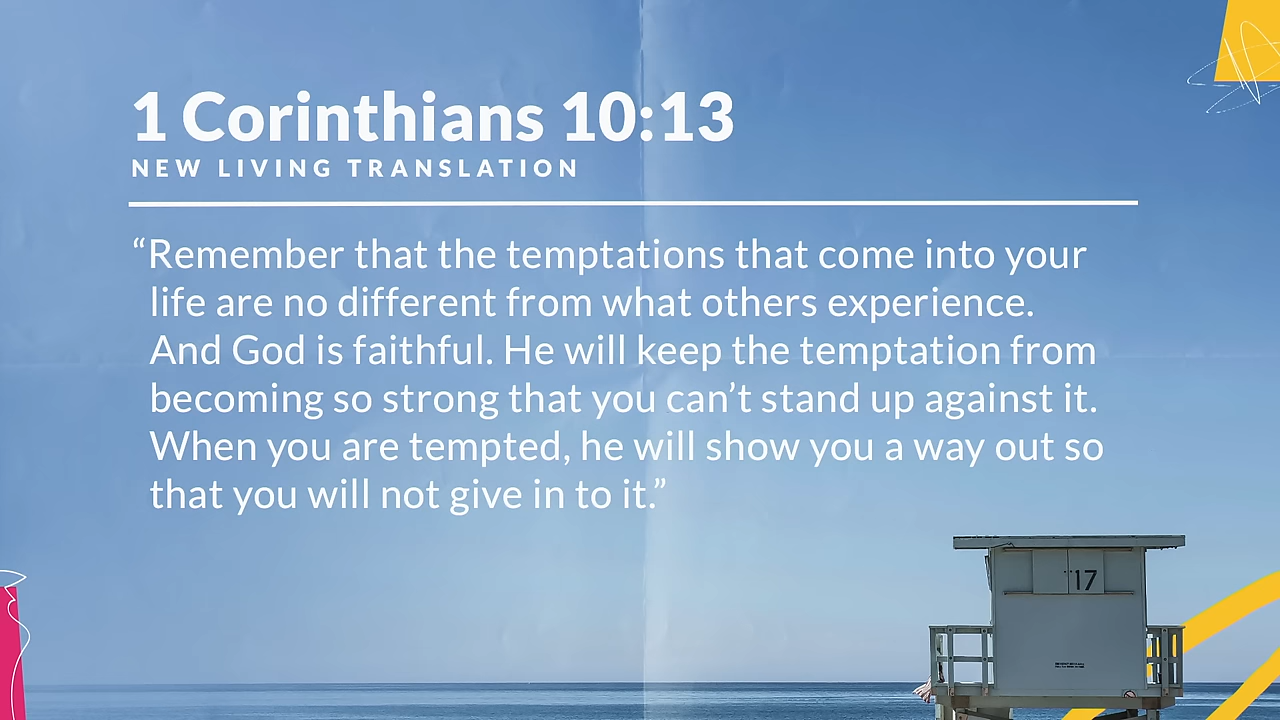 1 Corinthians 10:13
NEW LIVING TRANSLATION
“Remember that the temptations that come into your
life are no different from what others experience.
And God is faithful. He will keep the temptation from
becoming so strong that you can’t stand up against it.
When you are tempted, he will show you a way out so
that you will not give in to it.”
17